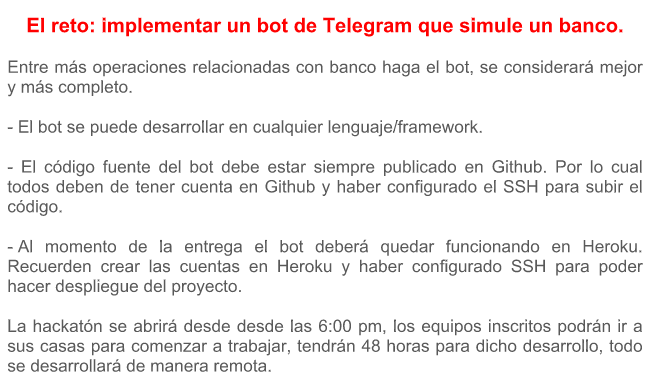 El reto: implementar un bot de Telegram que simule un banco.
Entre más operaciones relacionadas con banco haga el bot, se considerará mejor
y más completo.
- El bot se puede desarrollar en cualquier lenguaje/framework.
- El código fuente del bot debe estar siempre publicado en Github. Por lo cual
todos deben de tener cuenta en Github y haber configurado el SSH para subir el
código.
- Al momento de la entrega el bot deberá quedar funcionando en Heroku.
Recuerden crear las cuentas en Heroku y haber configurado SSH para poder
hacer despliegue del proyecto.
La hackatón se abrirá desde desde las 6:00 pm, los equipos inscritos podrán ir a
sus casas para comenzar a trabajar, tendrán 48 horas para dicho desarrollo, todo
se desarrollará de manera remota.